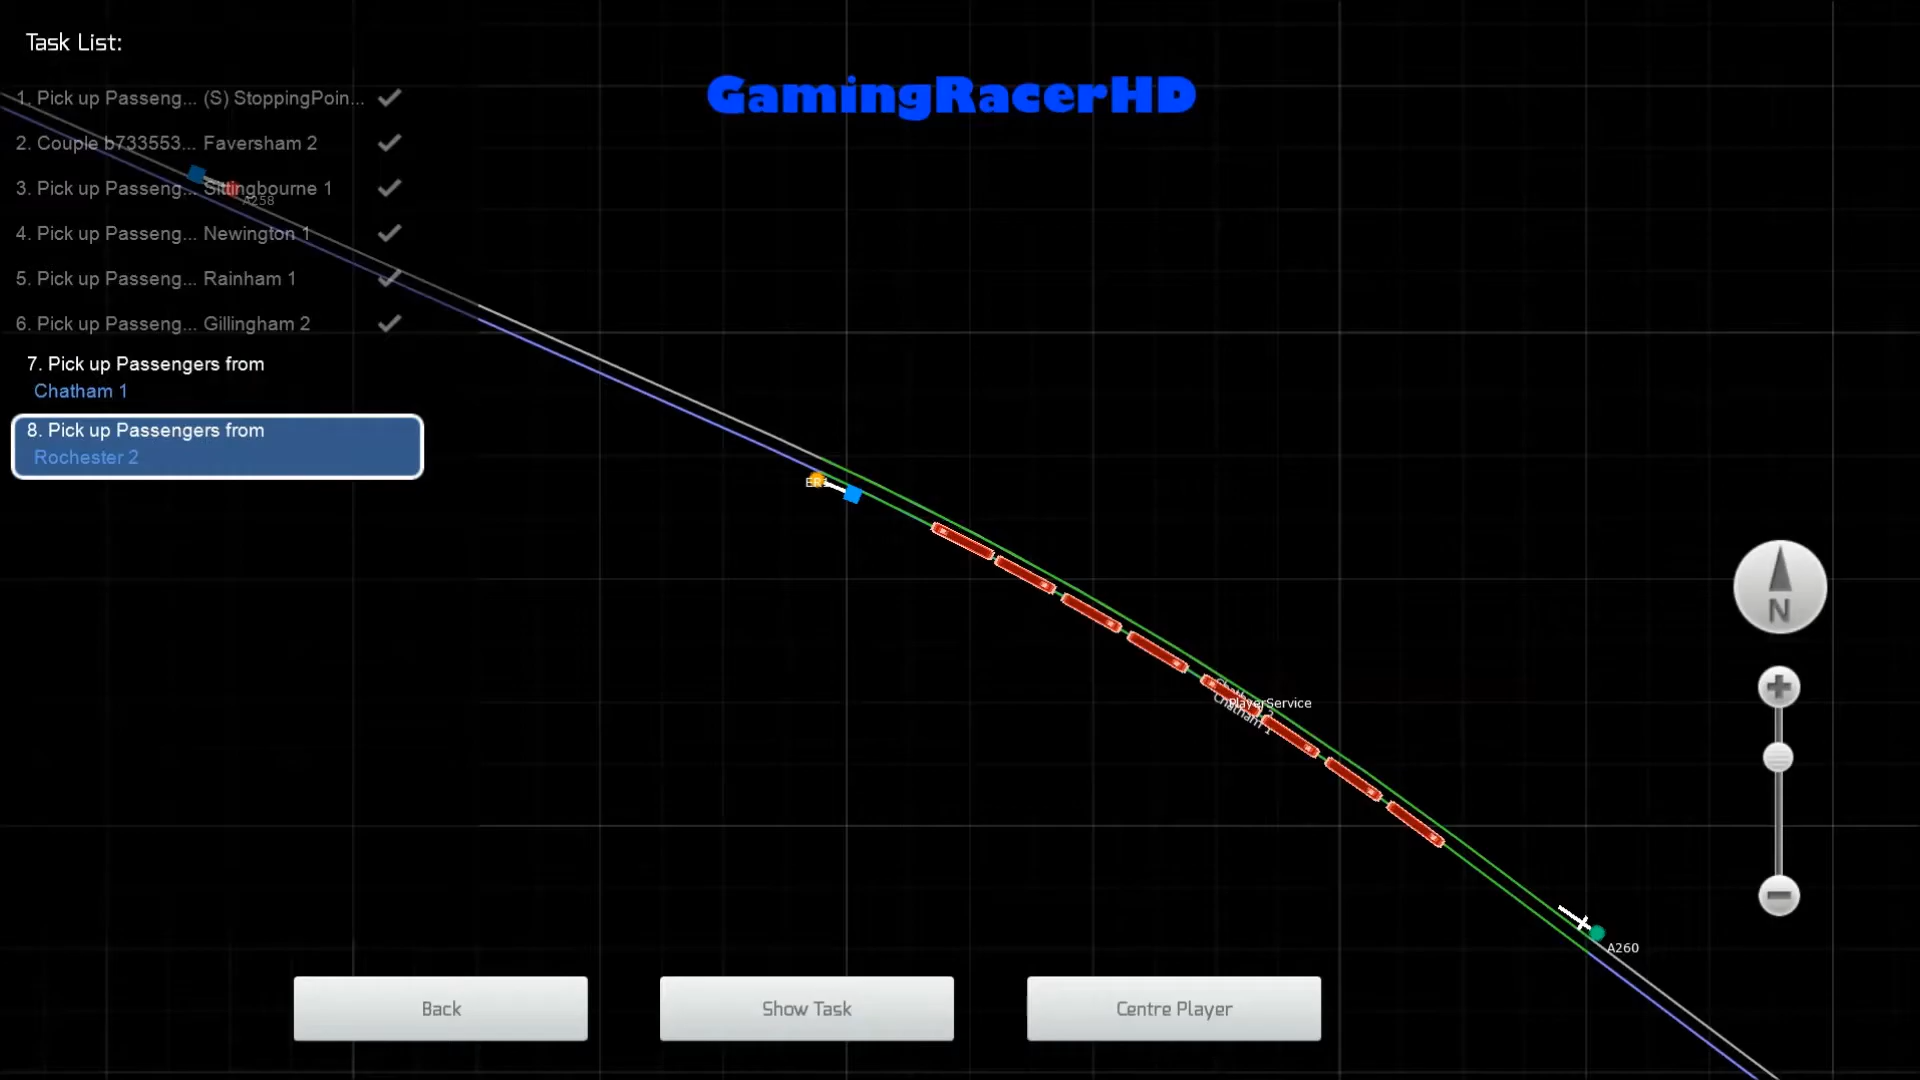 Task List:
GamingRacerHD
1. Pick up Passeng... (S) StoppingPoin...
2. Couple b733553... Faversham 2
3. Pick up Passeng... Sittingbourne 1
A258
4. Pick up Passeng... Newington 1
5. Pick up Passeng... Rainham 1
6. Pick up Passeng... Gillingham 2
7. Pick up Passengers from
Chatham 1
8. Pick up Passengers from
Rochester 2
N
PlayerService
Chatham 1
A260
Back
Show Task
Centre Player